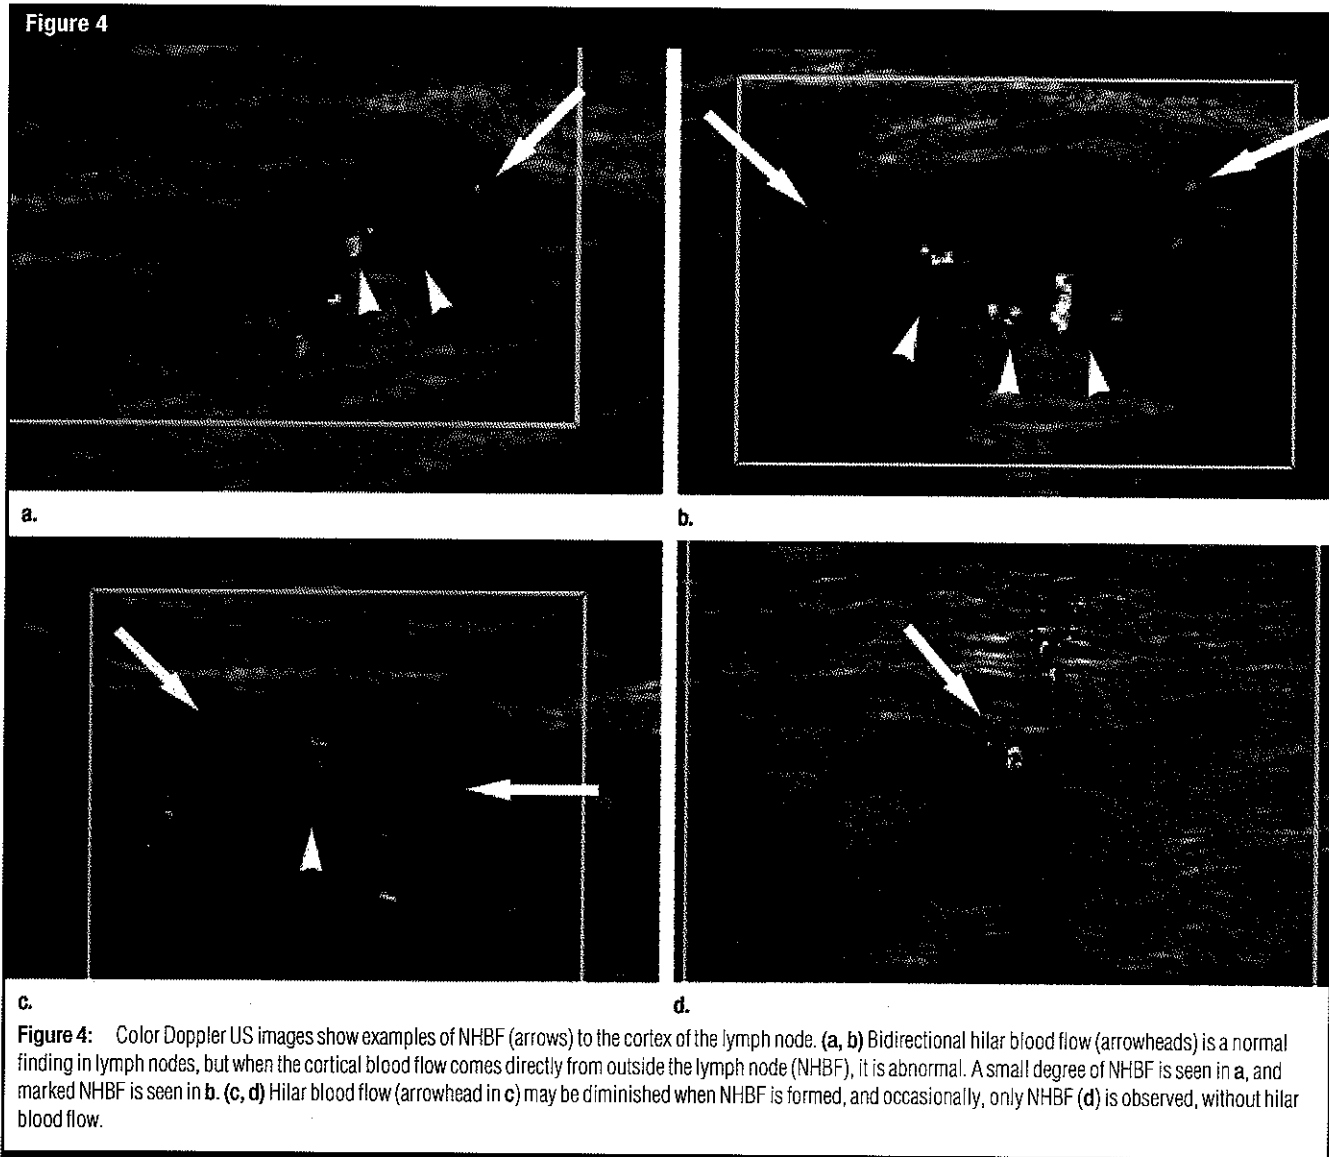 Figure 4
a.
b.
c.
d.
Figure 4: Color Doppler US images show examples of NHBF (arrows) to the cortex of the lymph node. (a, b) Bidirectional hilar blood flow (arrowheads) is a normal
finding in lymph nodes, but when the cortical blood flow comes directly from outside the lymph node (NHBF), it is abnormal. A small degree of NHBF is seen in a, and
marked NHBF is seen in b. (c, d) Hilar blood flow (arrowhead in c) may be diminished when NHBF is formed, and occasionally, only NHBF (d) is observed, without hilar
blood flow.